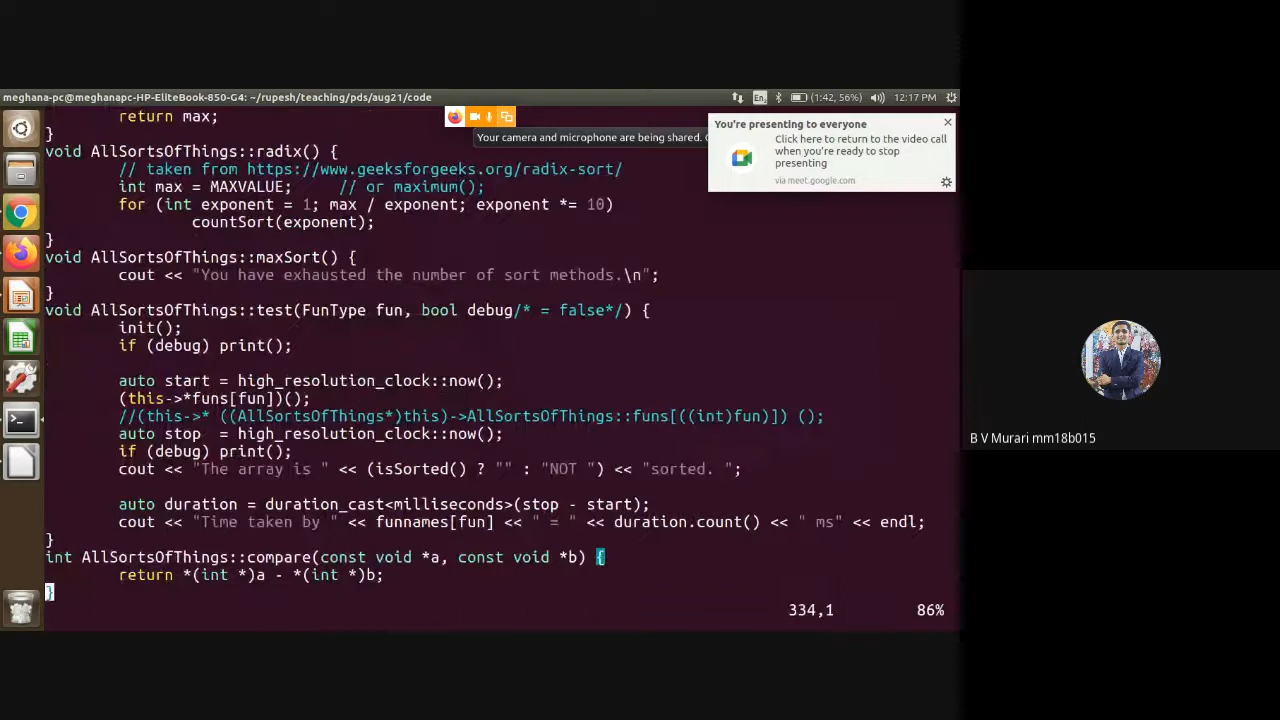 meghana-pc@meghanapc-HP-EliteBook-850-G4: ~/rupesh/teaching/pds/aug21/code
En
(1:42, 56%)
12:17 PM
Your camera and microphone are being shared.
You're presenting to everyone
Click here to return to the video call
when you're ready to stop
presenting
via meet.google.com
return max;
}
void AllSortsOfThings::radix() {
// taken from https://www.geeksforgeeks.org/radix-sort/
int max = MAXVALUE; // or maximum();
for (int exponent = 1; max / exponent; exponent *= 10)
countSort(exponent);
}
void AllSortsOfThings::maxSort() {
cout << "You have exhausted the number of sort methods.\n";
}
void AllSortsOfThings::test(FunType fun, bool debug/* = false*/) {
init();
if (debug) print();
auto start = high_resolution_clock::now();
(this->*funs[fun])();
//(this->* ((AllSortsOfThings*)this)->AllSortsOfThings::funs[((int)fun)]) ();
auto stop = high_resolution_clock::now();
if (debug) print();
cout << "The array is " << (isSorted() ? "" : "NOT ") << "sorted. ";
auto duration = duration_cast<milliseconds>(stop - start);
cout << "Time taken by " << funnames[fun] << " = " << duration.count() << " ms" << endl;
}
int AllSortsOfThings::compare(const void *a, const void *b) {
return *(int *)a - *(int *)b;
}
334,1 86%
B V Murari mm18b015